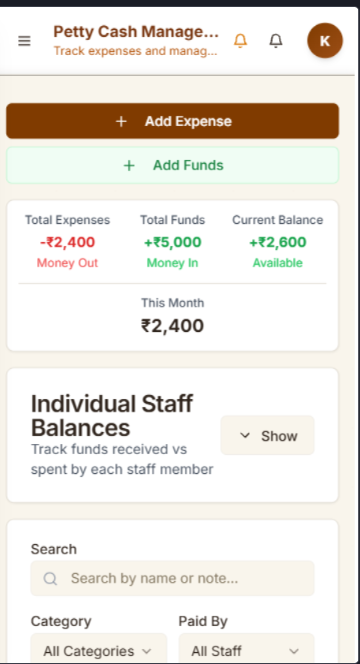 Petty Cash Manage...
Track expenses and manag...
K
+ Add Expense
+ Add Funds
Total Expenses Total Funds Current Balance
-₹2,400 +₹5,000 +₹2,600
Money Out Money In Available
This Month
₹2,400
Individual Staff
Balances
Show
Track funds received vs
spent by each staff member
Search
Search by name or note...
Category Paid By
All Categories All Staff